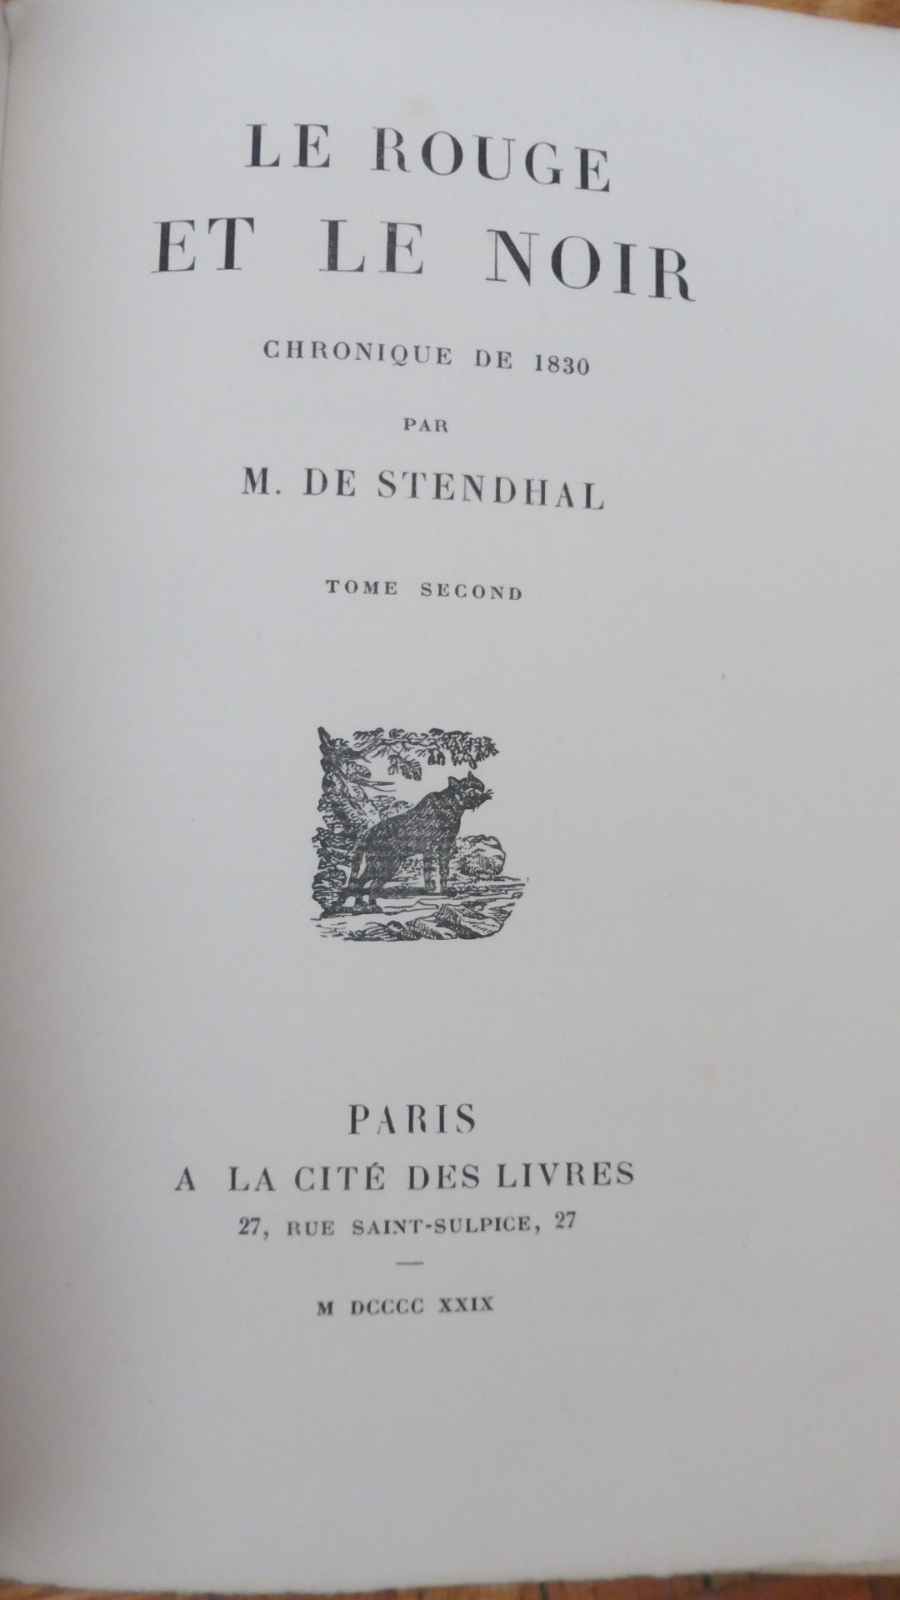 LE ROUGE
ET LE NOIR
CHRONIQUE DE 1830
PAR
M. DE STENDHAL
TOME SECOND
PARIS
A LA CITÉ DES LIVRES
27, RUE SAINT-SULPICE, 27
M DCCCC XXIX